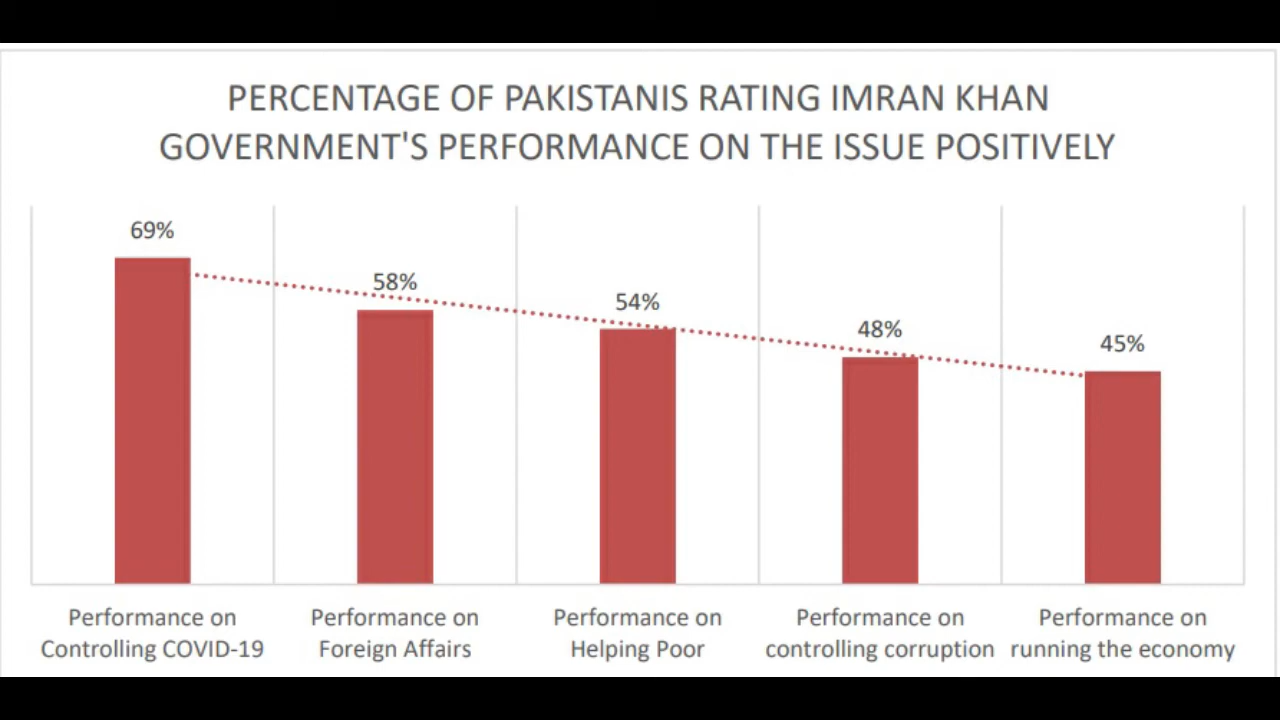 PERCENTAGE OF PAKISTANIS RATING IMRAN KHAN
GOVERNMENT'S PERFORMANCE ON THE ISSUE POSITIVELY
69%
58%
54%
48%
45%
Performance on
Controlling COVID-19
Performance on
Foreign Affairs
Performance on
Helping Poor
Performance on
controlling corruption
Performance on
running the economy